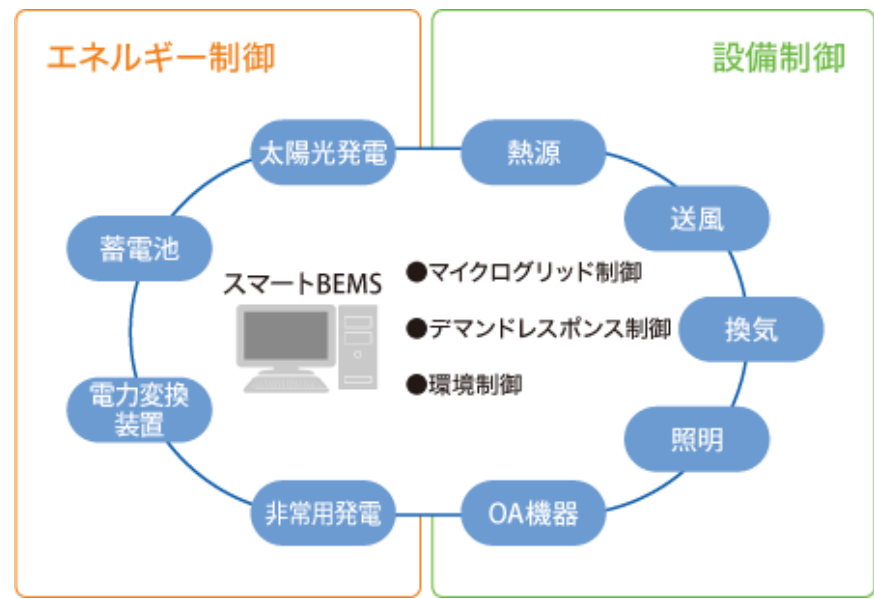 エネルギー制御
設備制御
太陽光発電
熱源
送風
蓄電池
スマートBEMS
●マイクログリッド制御
●デマンドレスポンス制御
●環境制御
換気
電力変換
装置
照明
非常用発電
OA機器